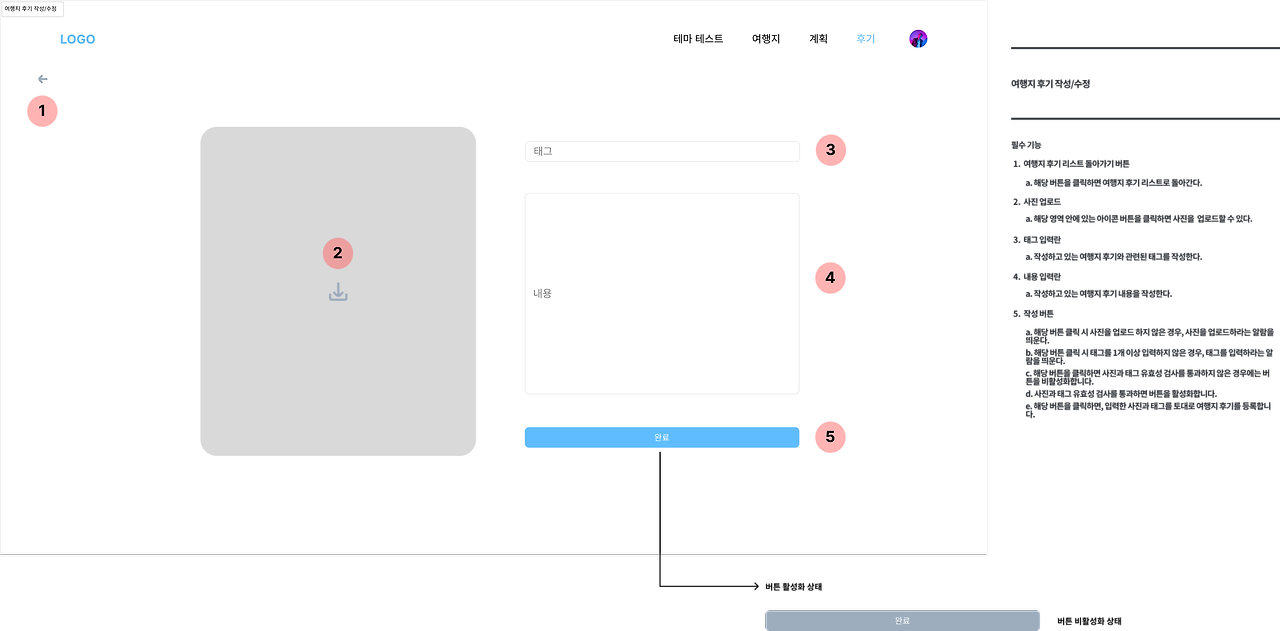 여행지 후기 작성/수정
LOGO
테마 테스트 여행지 계획 후기
1
2
태그
3
내용
4
완료
5
버튼 활성화 상태
완료
버튼 비활성화 상태
여행지 후기 작성/수정
필수 기능
1. 여행지 후기 리스트 돌아가기 버튼
a. 해당 버튼을 클릭하면 여행지 후기 리스트로 돌아간다.
2. 사진 업로드
a. 해당 영역 안에 있는 아이콘 버튼을 클릭하면 사진을 업로드할 수 있다.
3. 태그 입력란
a. 작성하고 있는 여행지 후기와 관련된 태그를 작성한다.
4. 내용 입력란
a. 작성하고 있는 여행지 후기 내용을 작성한다.
5. 작성 버튼
a. 해당 버튼 클릭 시 사진을 업로드 하지 않은 경우, 사진을 업로드하라는 알람을
띄운다.
b. 해당 버튼 클릭 시 태그를 1개 이상 입력하지 않은 경우, 태그를 입력하라는 알
람을 띄운다.
c. 해당 버튼을 클릭하면 사진과 태그 유효성 검사를 통과하지 않은 경우에는 버
튼을 비활성화합니다.
d. 사진과 태그 유효성 검사를 통과하면 버튼을 활성화합니다.
e. 해당 버튼을 클릭하면, 입력한 사진과 태그를 토대로 여행지 후기를 등록합니
다.